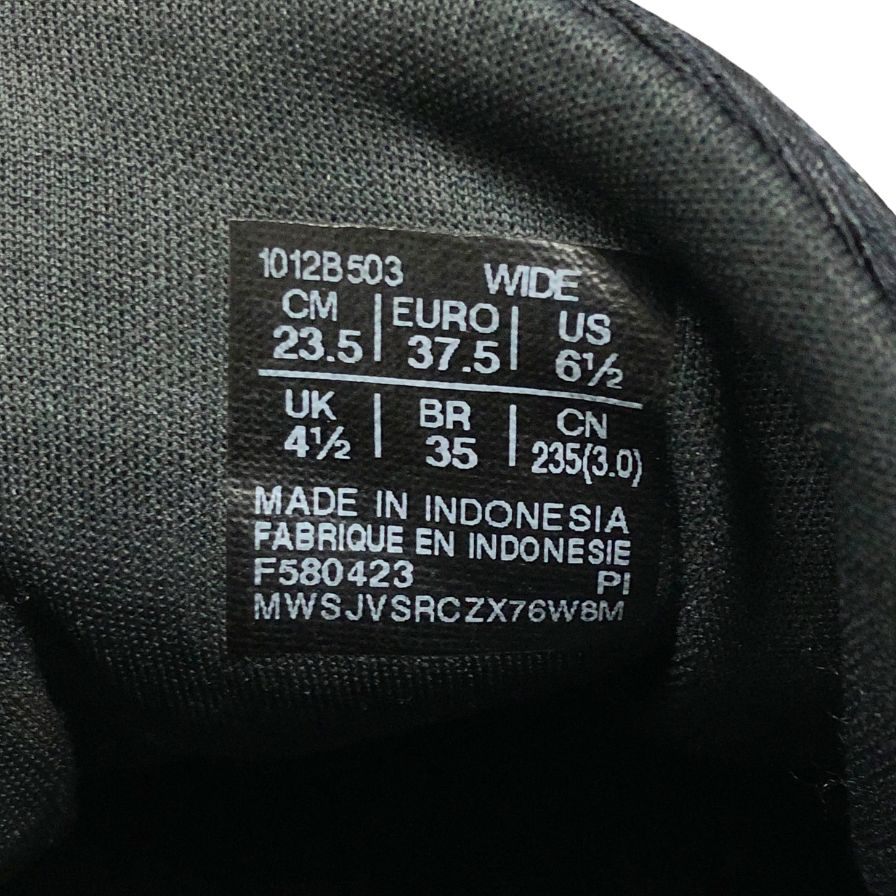 1012B503 WIDE
CM EURO US
23.5 37.5 6½
UK BR CN
4½ 35 235(3.0)
MADE IN INDONESIA
FABRIQUE EN INDONESIE
F580423 PI
MWSJVSRCZX76W8M